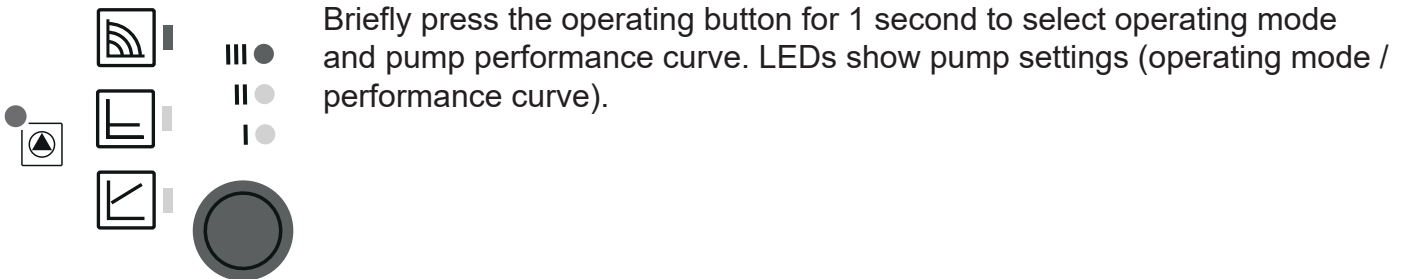 Briefly press the operating button for 1 second to select operating mode
and pump performance curve. LEDs show pump settings (operating mode /
performance curve).
III
II
I